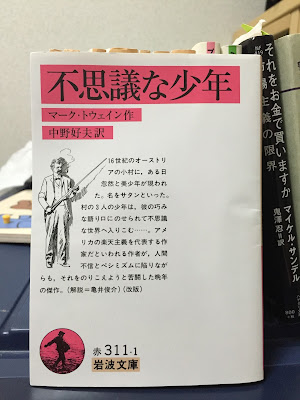 不思議な少年
マーク・トウェイン作
中野好夫訳
16世紀のオーストリ
アの小村に，ある日
忽然と美少年が現われ
た．名をサタンといった．
村の３人の少年は，彼の巧み
な語り口にのせられて不思議
な世界へ入りこむ……．アメ
リカの楽天主義を代表する作
家だといわれる作者が，人間
不信とペシミズムに陥りなが
らも，それをのりこえようと苦闘した晩年
の傑作．(解説＝亀井俊介)(改版)
赤 311-1
岩波文庫
それをお金で買いますか
市場主義の限界
マイケル・サンデル
鬼澤 忍＝訳